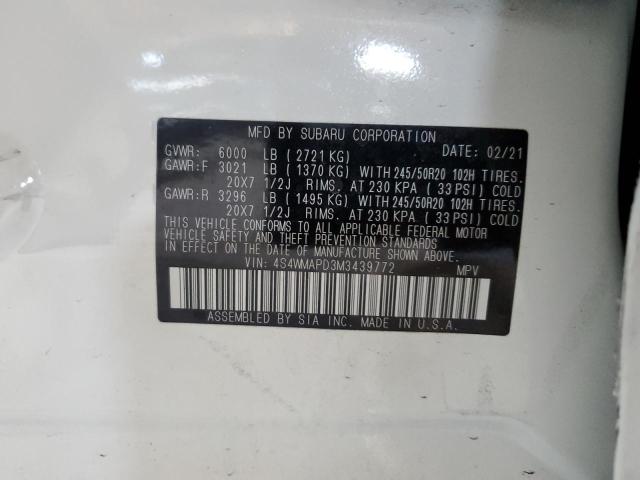 MFD BY SUBARU CORPORATION DATE: 02/21
GVWR: 6000 LB ( 2721 KG)
GAWR:F 3021 LB ( 1370 KG) WITH 245/50R20 102H TIRES.
20X7 1/2J RIMS. AT 230 KPA ( 33 PSI) COLD
GAWR:R 3296 LB ( 1495 KG) WITH 245/50R20 102H TIRES.
20X7 1/2J RIMS. AT 230 KPA ( 33 PSI) COLD
THIS VEHICLE CONFORMS TO ALL APPLICABLE FEDERAL MOTOR
VEHICLE SAFETY AND THEFT PREVENTION STANDARDS
IN EFFECT ON THE DATE OF MANUFACTURE SHOWN ABOVE.
VIN: 4S4WMAPD3M3439772 MPV
ASSEMBLED BY SIA INC. MADE IN U.S.A.